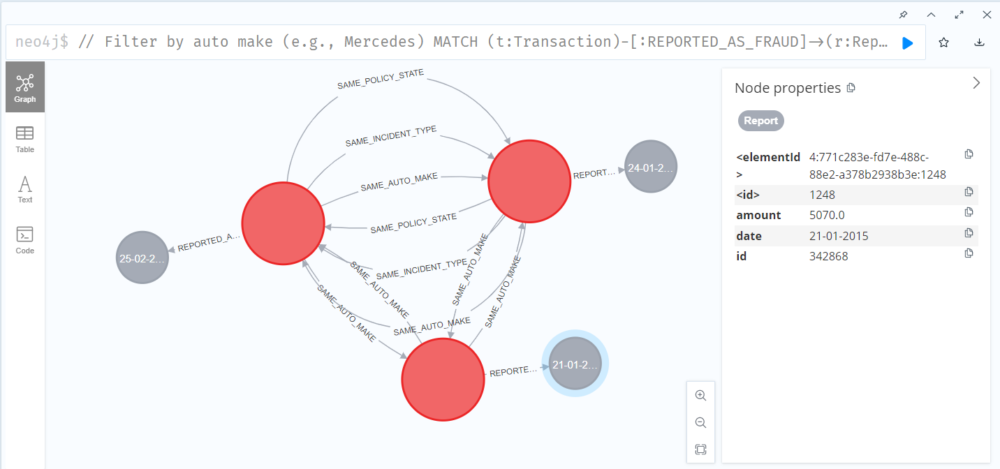 neo4j$ // Filter by auto make (e.g., Mercedes) MATCH (t:Transaction)-[:REPORTED_AS_FRAUD]->(r:Rep…
Graph
Table
Text
Code
SAME_POLICY_STATE
SAME_INCIDENT_TYPE
SAME_AUTO_MAKE
SAME_POLICY_STATE
SAME_INCIDENT_TYPE
SAME_AUTO_MAKE
SAME_AUTO_MAKE
SAME_AUTO_MAKE
SAME_AUTO_MAKE
SAME_AUTO_MAKE
REPORT…
24-01-2…
REPORTED_A…
25-02-2…
REPORTE…
21-01-2…
Node properties
Report
<elementId
> 4:771c283e-fd7e-488c-
88e2-a378b2938b3e:1248
<id> 1248
amount 5070.0
date 21-01-2015
id 342868